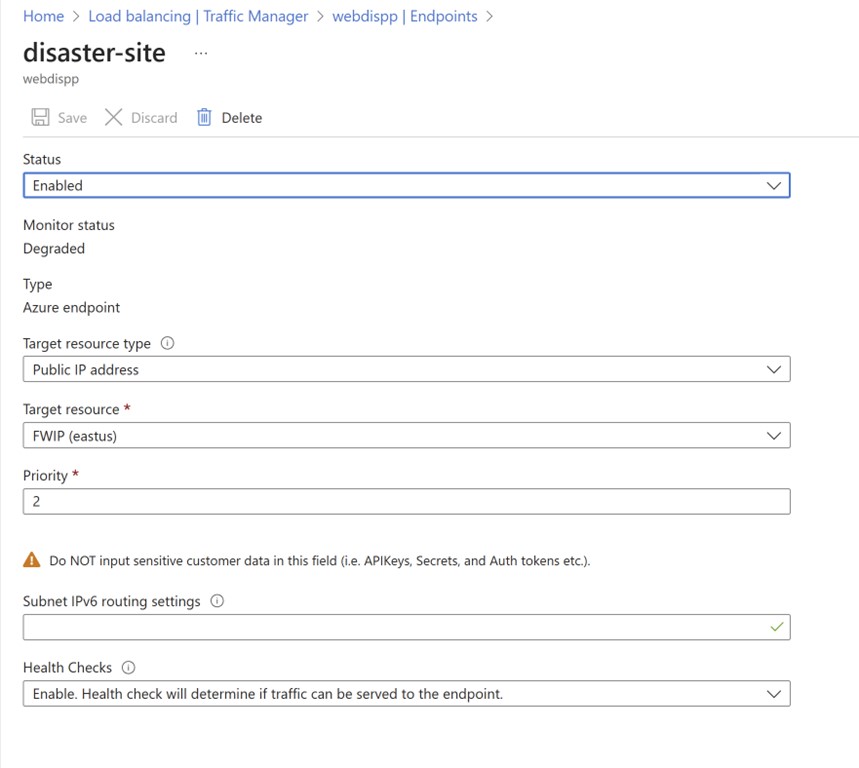 Home > Load balancing | Traffic Manager > webdispp | Endpoints >
disaster-site ...
webdispp
Save Discard Delete
Status
Enabled
Monitor status
Degraded
Type
Azure endpoint
Target resource type
Public IP address
Target resource *
FWIP (eastus)
Priority *
2
Do NOT input sensitive customer data in this field (i.e. APIKeys, Secrets, and Auth tokens etc.).
Subnet IPv6 routing settings
Health Checks
Enable. Health check will determine if traffic can be served to the endpoint.